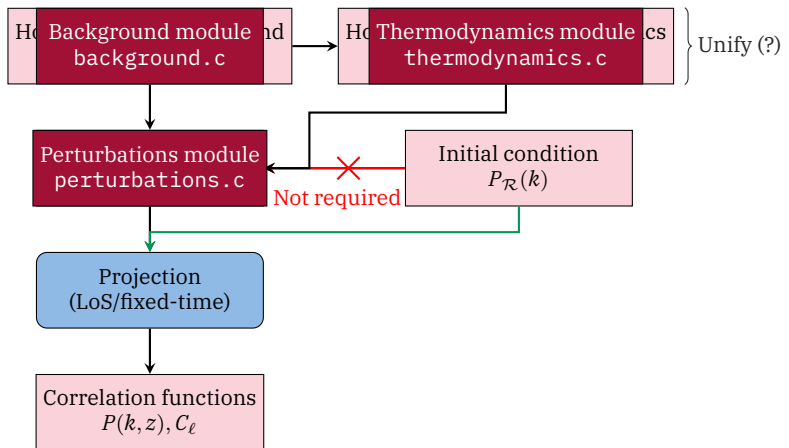 Background module
background.c
Thermodynamics module
thermodynamics.c
Unify (?)
Perturbations module
perturbations.c
Not required
Initial condition
P_ℛ(k)
Projection
(LoS/fixed-time)
Correlation functions
P(k, z), C_ℓ